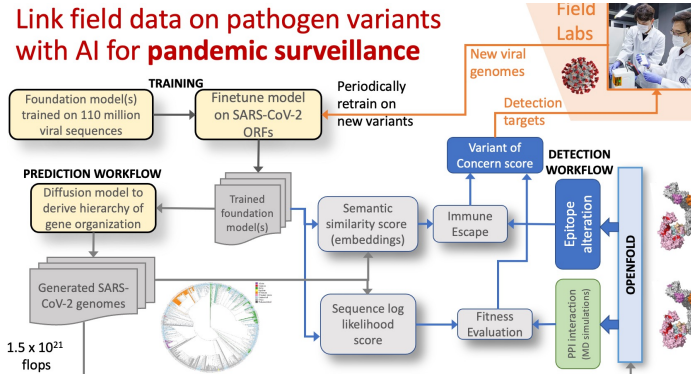 Link field data on pathogen variants
with AI for pandemic surveillance
Field
Labs
New viral
genomes
TRAINING
Foundation model(s)
trained on 110 million
viral sequences
Finetune model
on SARS-CoV-2
ORFs
Periodically
retrain on
new variants
Detection
targets
Variant of
Concern score
DETECTION
WORKFLOW
PREDICTION WORKFLOW
Diffusion model to
derive hierarchy of
gene organization
Trained
foundation
model(s)
Semantic
similarity score
(embeddings)
Immune
Escape
Epitope
alteration
OPENFOLD
Generated SARS-
CoV-2 genomes
Sequence log
likelihood
score
Fitness
Evaluation
PPI interaction
(MD simulations)
1.5 x 10²¹
flops